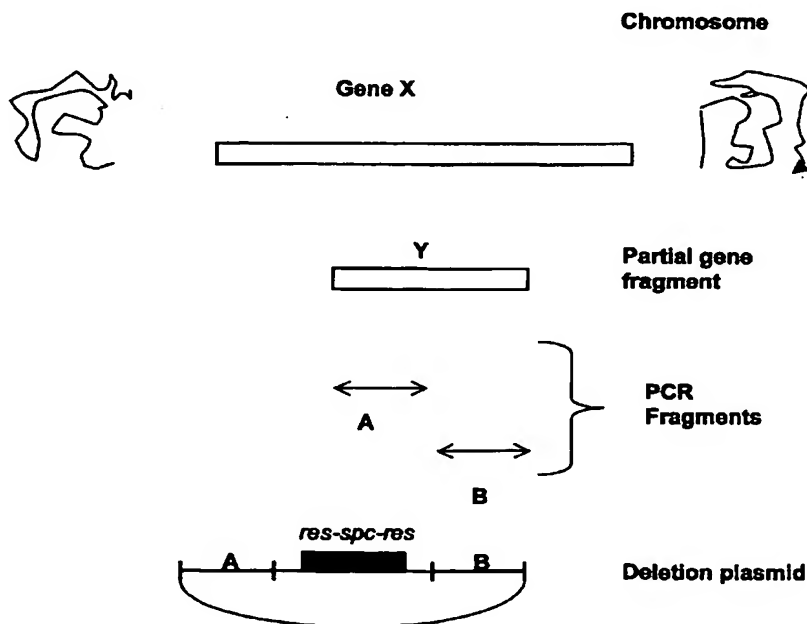 Chromosome
Gene X
Y
Partial gene
fragment
A
PCR
Fragments
B
res-spc-res
A
B
Deletion plasmid